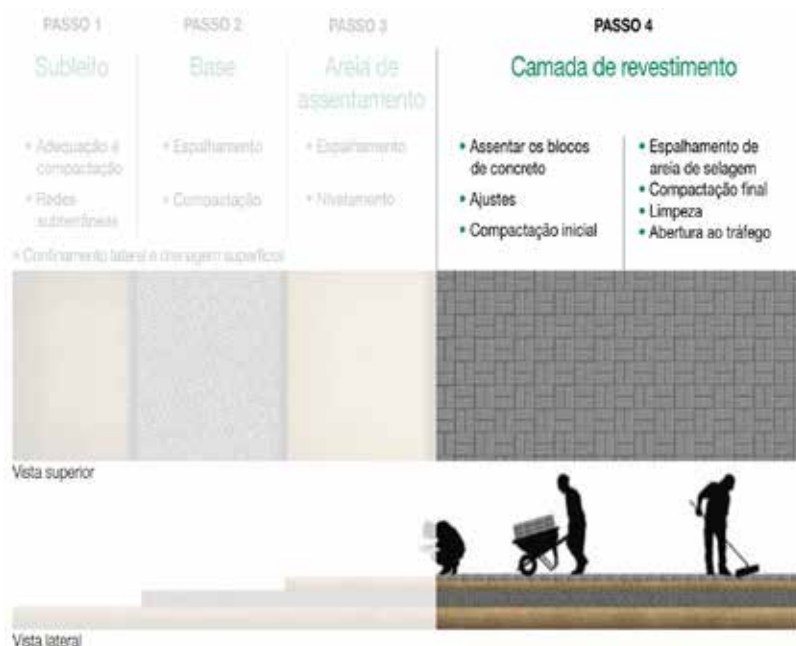 PASSO 1
Subleito
• Adequação e
compactação
• Redes
subterrâneas
PASSO 2
Base
• Espalhamento
• Compactação
PASSO 3
Areia de
assentamento
• Espalhamento
• Nivelamento
• Confinamento lateral e drenagem superficial
PASSO 4
Camada de revestimento
• Assentar os blocos
de concreto
• Ajustes
• Compactação inicial
• Espalhamento de
areia de selagem
• Compactação final
• Limpeza
• Abertura ao tráfego
Vista superior
Vista lateral